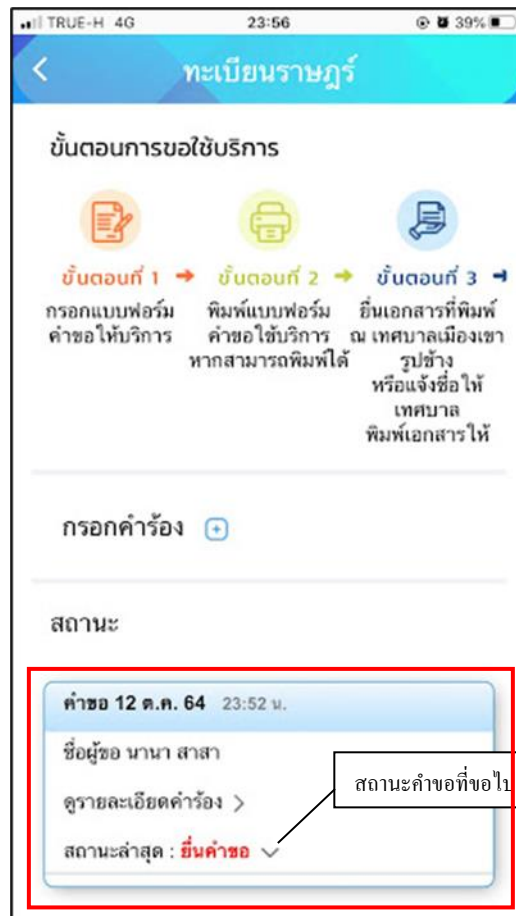 TRUE-H 4G 23:56 39%
ทะเบียนราษฎร์
ขั้นตอนการขอใช้บริการ
ขั้นตอนที่ 1 ➜ ขั้นตอนที่ 2 ➜ ขั้นตอนที่ 3
กรอกแบบฟอร์ม
คำขอให้บริการ
พิมพ์แบบฟอร์ม
คำขอใช้บริการ
หากสามารถพิมพ์ได้
ยื่นเอกสารที่พิมพ์
ณ เทศบาลเมืองเขา
รูปช้าง
หรือแจ้งชื่อให้
เทศบาล
พิมพ์เอกสารให้
กรอกคำร้อง
สถานะ
คำขอ 12 ต.ค. 64 23:52 น.
ชื่อผู้ขอ นานา สาสา
ดูรายละเอียดคำร้อง >
สถานะล่าสุด : ยื่นคำขอ
สถานะคำขอที่ขอไป